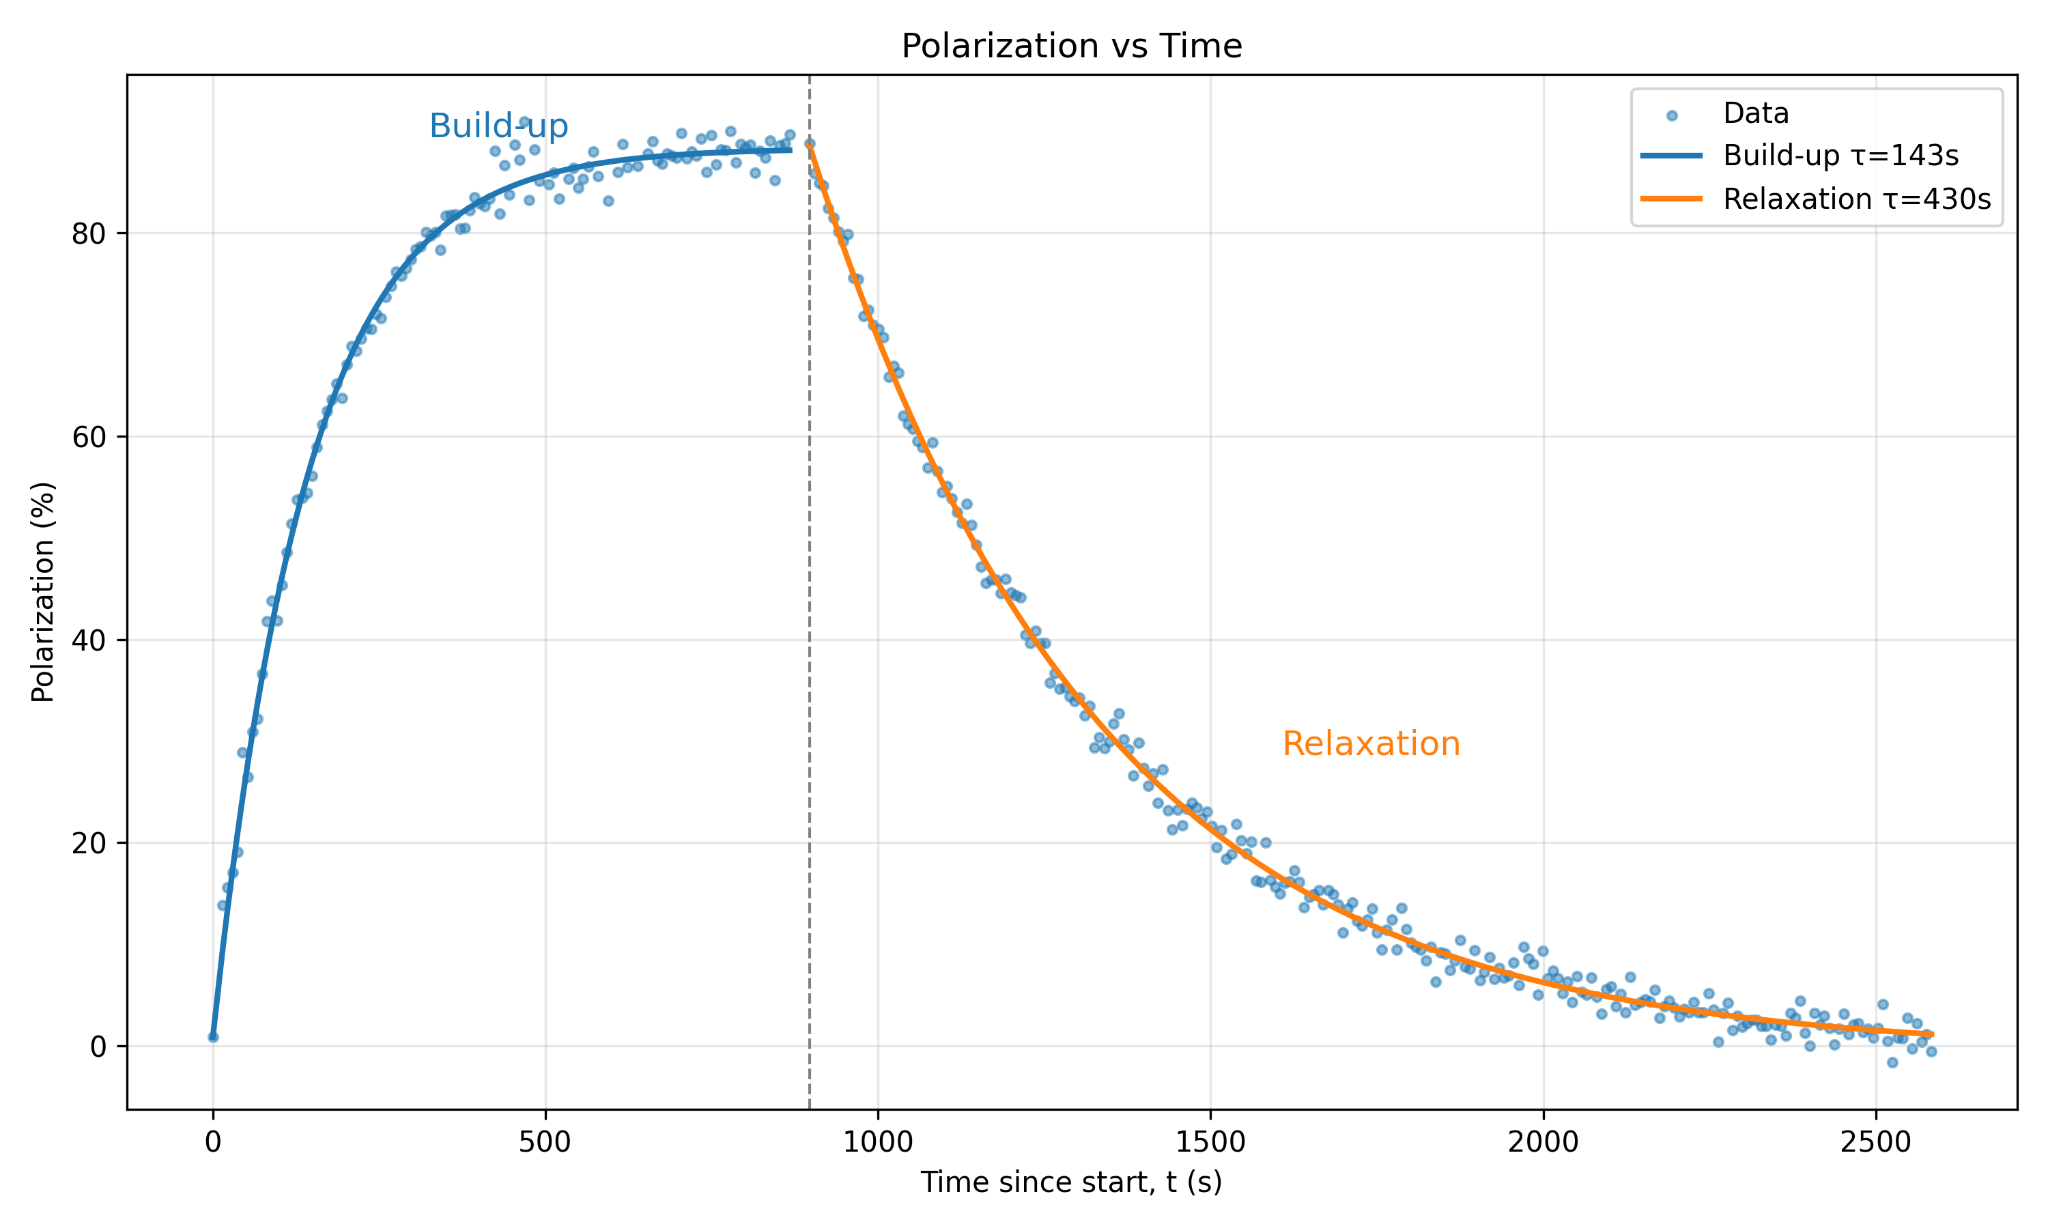 Polarization vs Time
Build-up
Data
Build-up τ=143s
Relaxation τ=430s
80
60
40
20
0
Polarization (%)
Relaxation
0 500 1000 1500 2000 2500
Time since start, t (s)